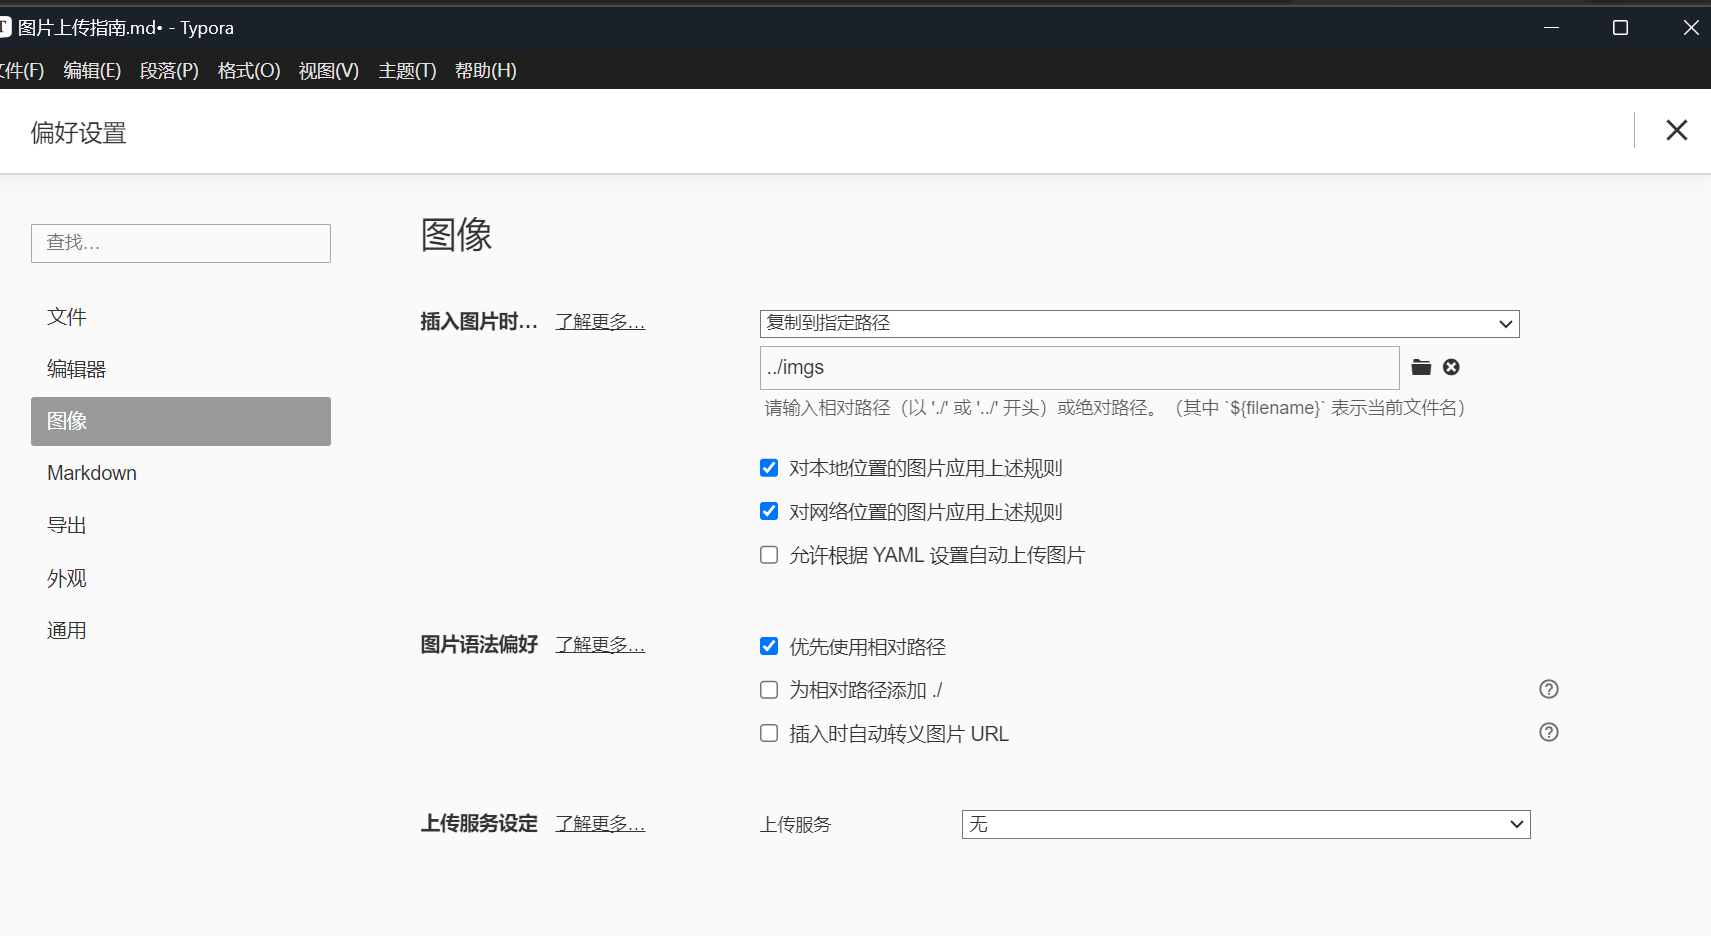 T 图片上传指南.md• - Typora
文件(F) 编辑(E) 段落(P) 格式(O) 视图(V) 主题(T) 帮助(H)
偏好设置
查找...
文件
编辑器
图像
Markdown
导出
外观
通用
图像
插入图片时... 了解更多... 复制到指定路径
../imgs
请输入相对路径（以 './' 或 '../' 开头）或绝对路径。（其中 `${filename}` 表示当前文件名）
对本地位置的图片应用上述规则
对网络位置的图片应用上述规则
允许根据 YAML 设置自动上传图片
图片语法偏好 了解更多... 优先使用相对路径
为相对路径添加 ./
插入时自动转义图片 URL
上传服务设定 了解更多... 上传服务 无